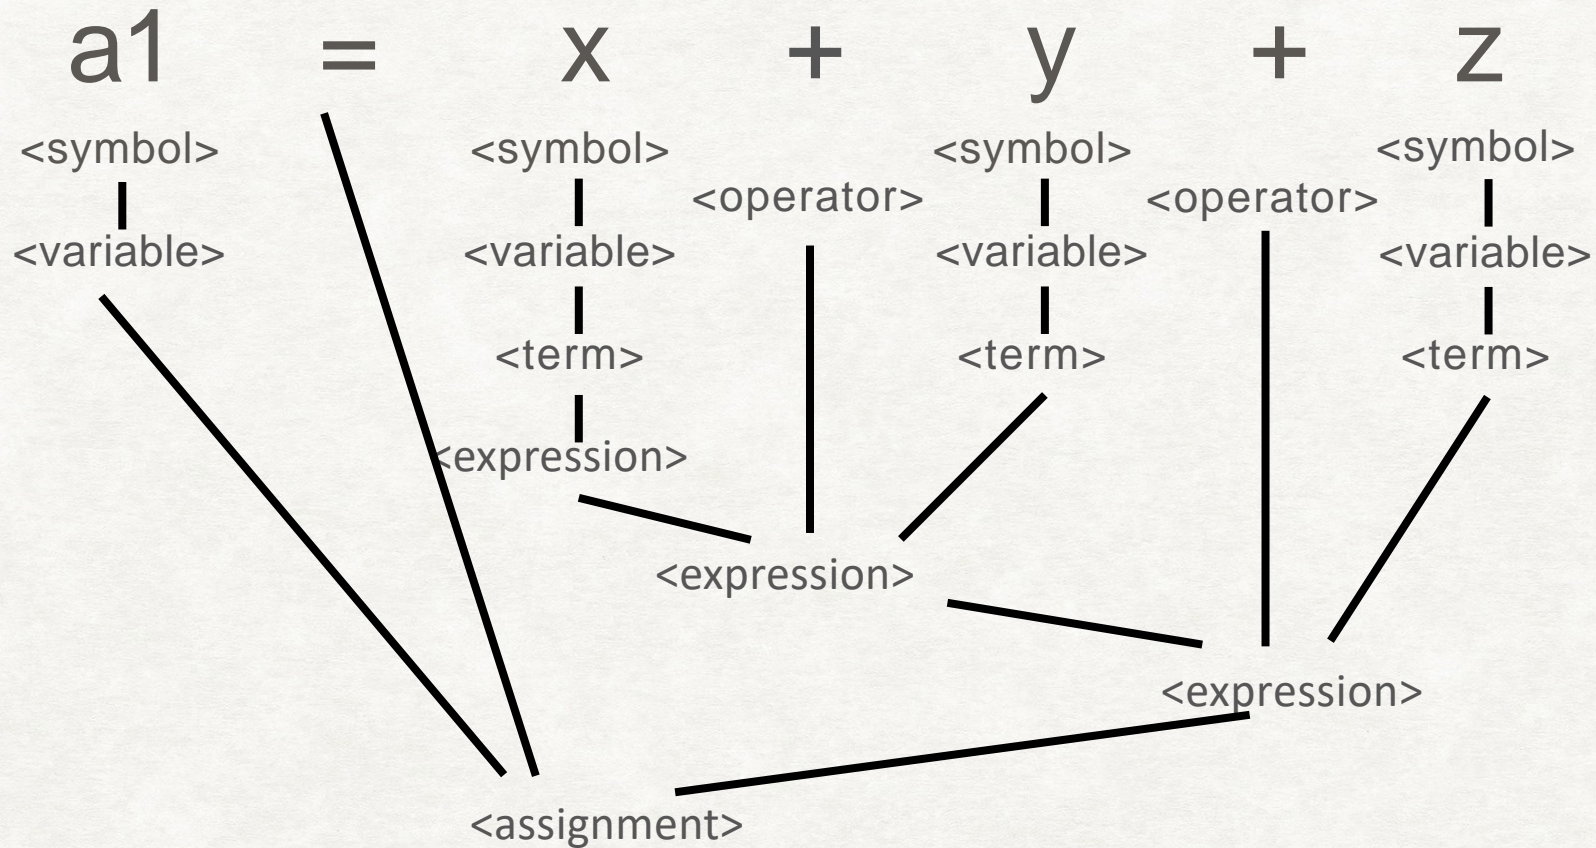 a1 = x + y + z
<symbol> <symbol> <symbol> <symbol>
<operator> <operator>
<variable> <variable> <variable> <variable>
<term> <term> <term>
<expression>
<expression>
<expression>
<assignment>